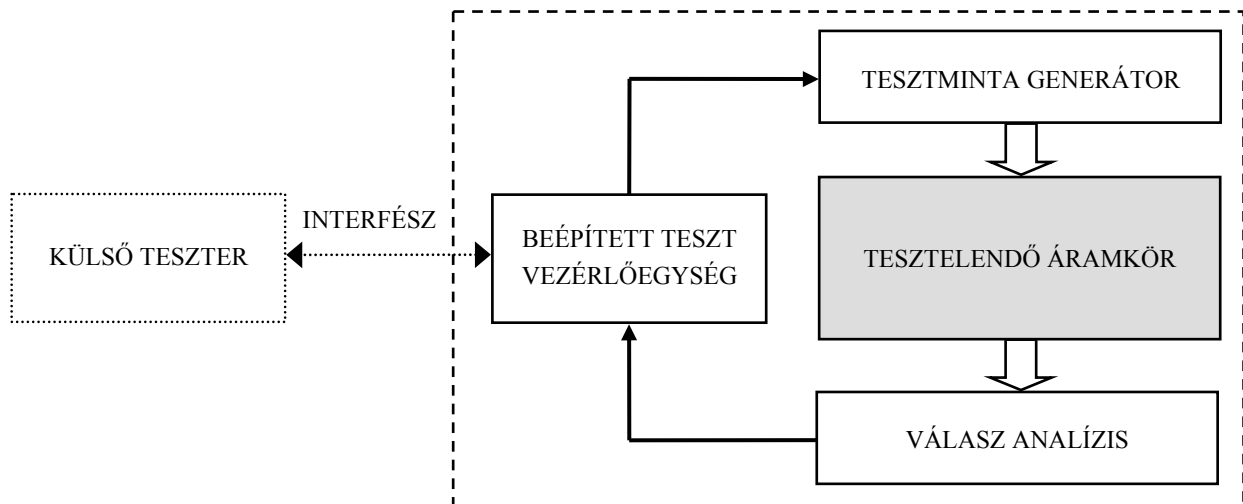 TESZTMINTA GENERÁTOR
KÜLSŐ TESZTER
INTERFÉSZ
BEÉPÍTETT TESZT
VEZÉRLŐEGYSÉG
TESZTELENDŐ ÁRAMKÖR
VÁLASZ ANALÍZIS